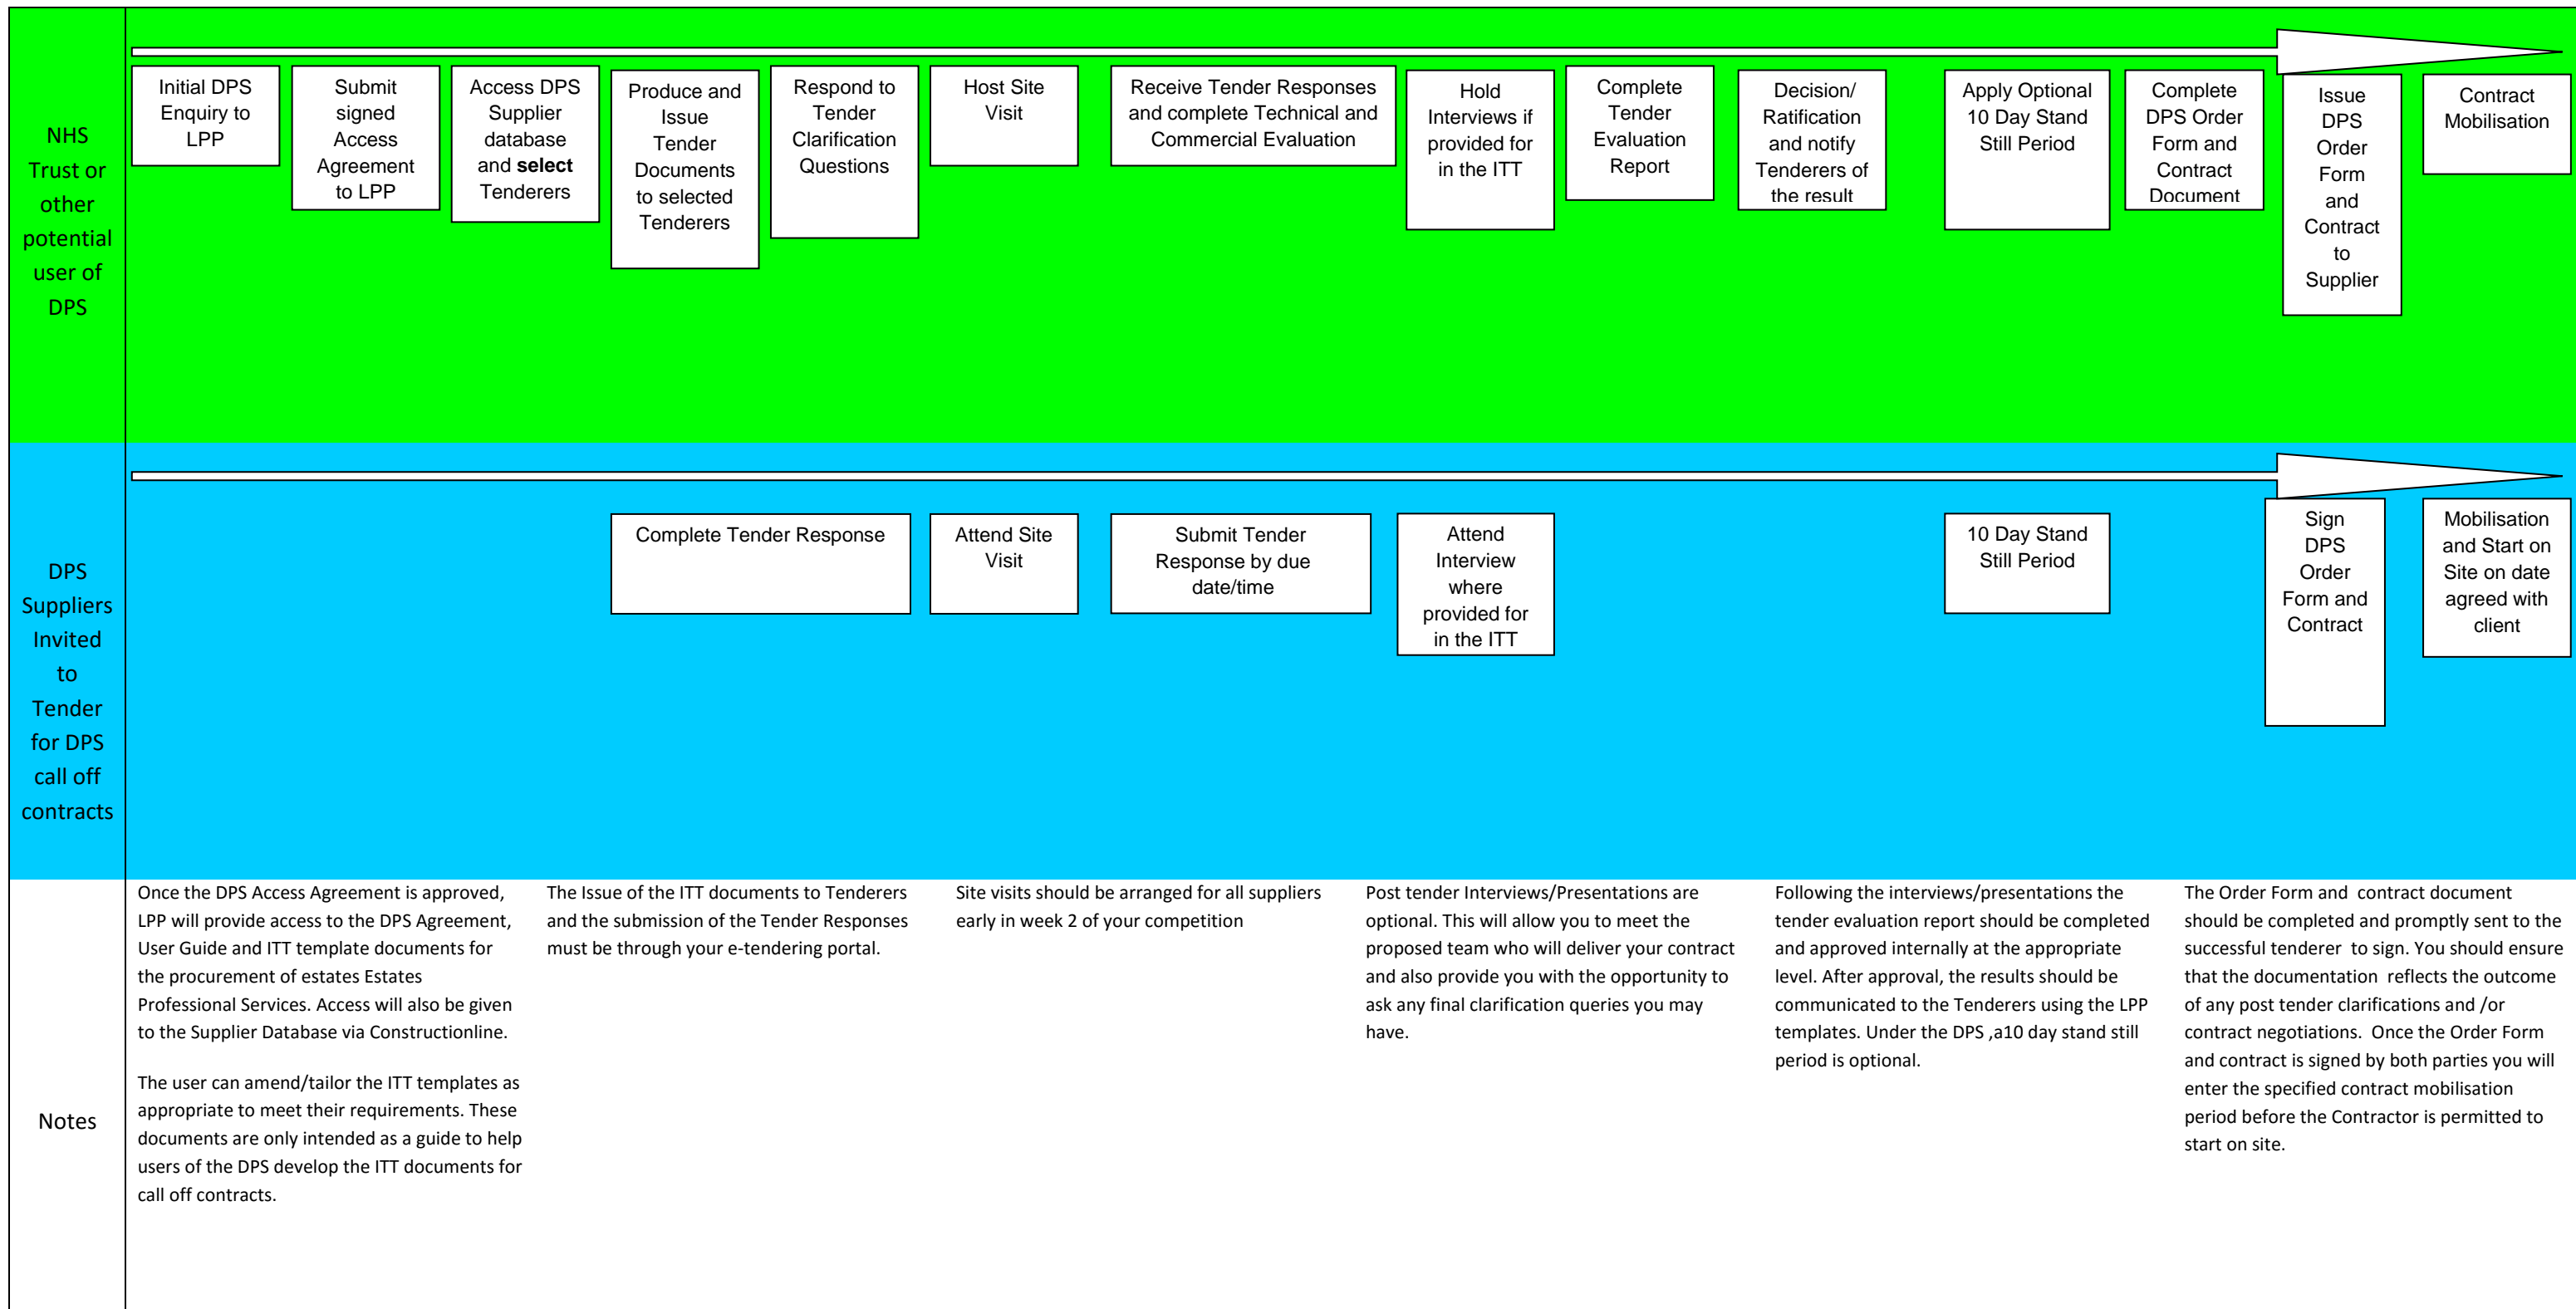 NHS
Trust or
other
potential
user of
DPS
Initial DPS
Enquiry to
LPP
Submit
signed
Access
Agreement
to LPP
Access DPS
Supplier
database
and select
Tenderers
Produce and
Issue
Tender
Documents
to selected
Tenderers
Respond to
Tender
Clarification
Questions
Host Site
Visit
Receive Tender Responses
and complete Technical and
Commercial Evaluation
Hold
Interviews if
provided for
in the ITT
Complete
Tender
Evaluation
Report
Decision/
Ratification
and notify
Tenderers of
the result
Apply Optional
10 Day Stand
Still Period
Complete
DPS Order
Form and
Contract
Document
Issue
DPS
Order
Form
and
Contract
to
Supplier
Contract
Mobilisation
DPS
Suppliers
Invited
to
Tender
for DPS
call off
contracts
Complete Tender Response
Attend Site
Visit
Submit Tender
Response by due
date/time
Attend
Interview
where
provided for
in the ITT
10 Day Stand
Still Period
Sign
DPS
Order
Form and
Contract
Mobilisation
and Start on
Site on date
agreed with
client
Notes
Once the DPS Access Agreement is approved,
LPP will provide access to the DPS Agreement,
User Guide and ITT template documents for
the procurement of estates Estates
Professional Services. Access will also be given
to the Supplier Database via Constructionline.
The user can amend/tailor the ITT templates as
appropriate to meet their requirements. These
documents are only intended as a guide to help
users of the DPS develop the ITT documents for
call off contracts.
The Issue of the ITT documents to Tenderers
and the submission of the Tender Responses
must be through your e-tendering portal.
Site visits should be arranged for all suppliers
early in week 2 of your competition
Post tender Interviews/Presentations are
optional. This will allow you to meet the
proposed team who will deliver your contract
and also provide you with the opportunity to
ask any final clarification queries you may
have.
Following the interviews/presentations the
tender evaluation report should be completed
and approved internally at the appropriate
level. After approval, the results should be
communicated to the Tenderers using the LPP
templates. Under the DPS ,a10 day stand still
period is optional.
The Order Form and  contract document
should be completed and promptly sent to the
successful tenderer  to sign. You should ensure
that the documentation  reflects the outcome
of any post tender clarifications and /or
contract negotiations.  Once the Order Form
and contract is signed by both parties you will
enter the specified contract mobilisation
period before the Contractor is permitted to
start on site.